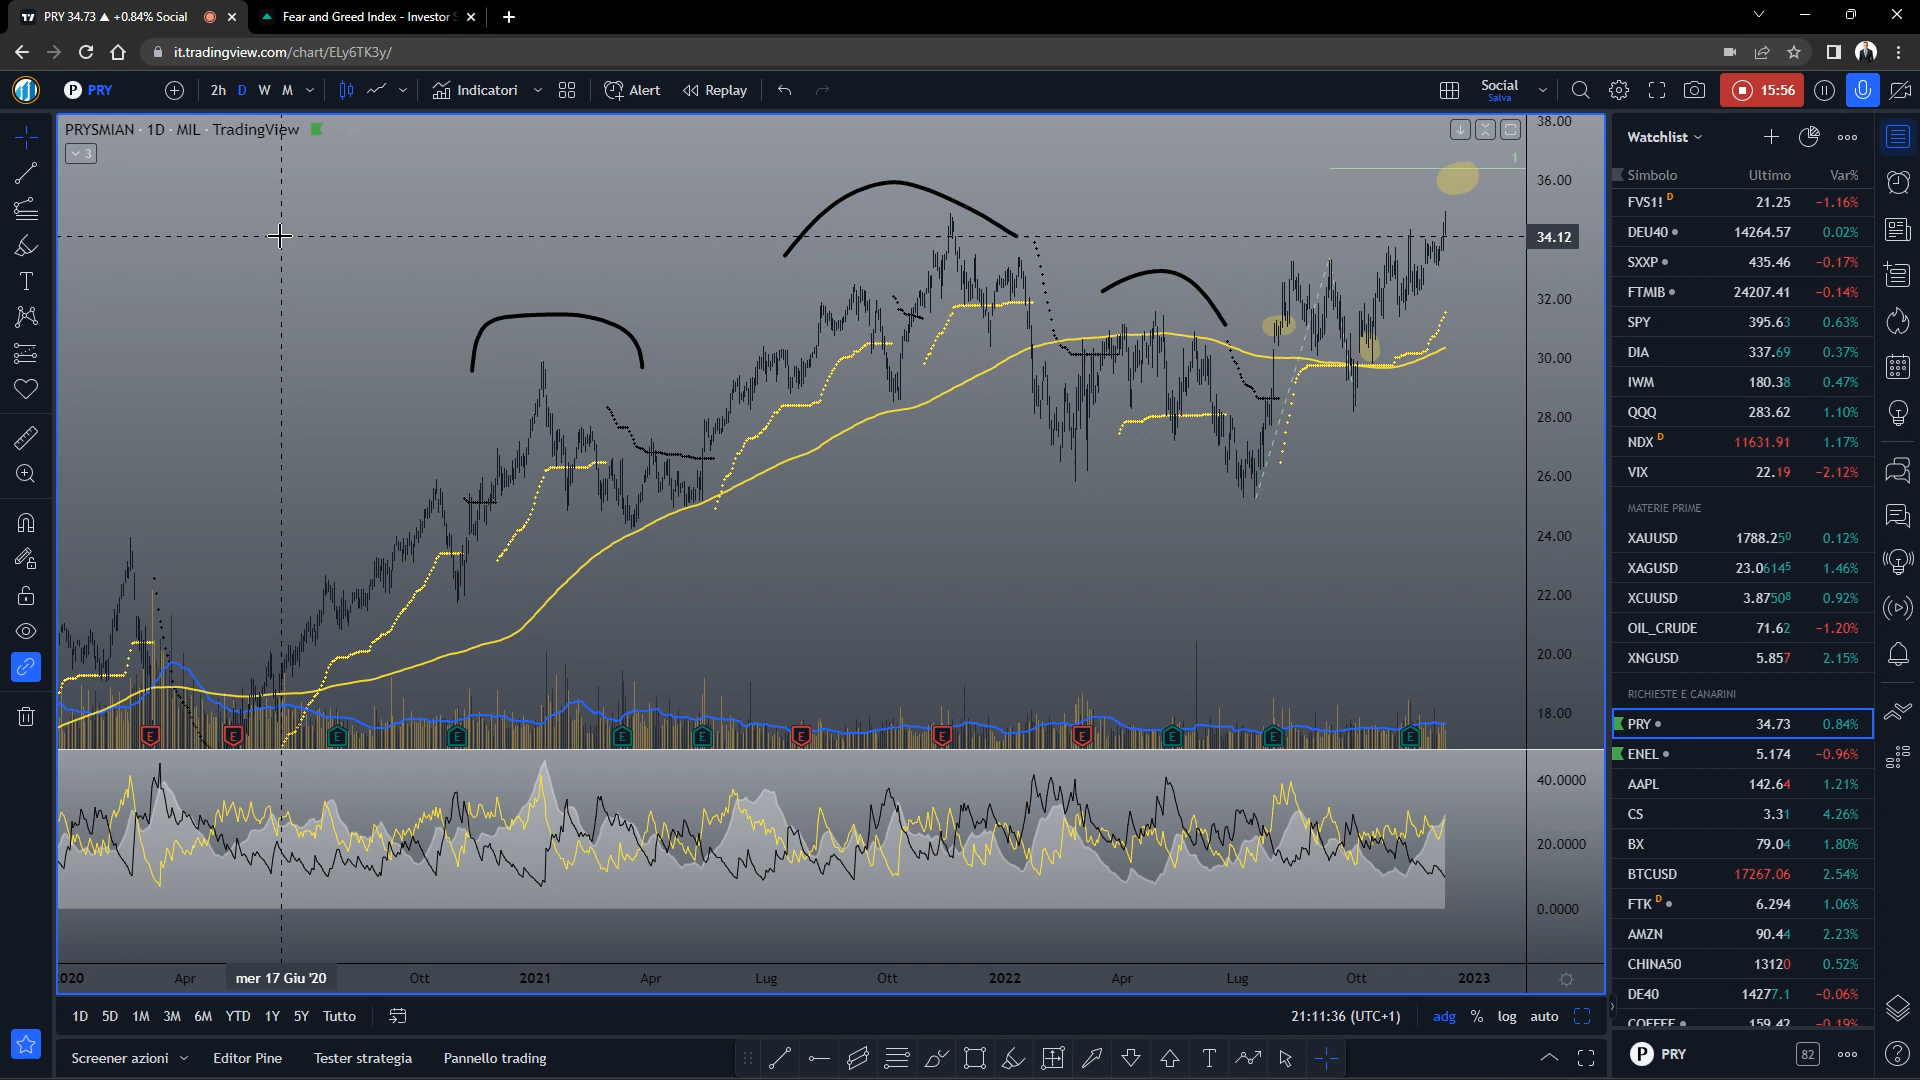 PRY 34.73 ▲ +0.84% Social
Fear and Greed Index - Investor S
it.tradingview.com/chart/ELy6TK3y/
P PRY 2h D W M Indicatori Alert Replay Social Salva 15:56
PRYSMIAN · 1D · MIL · TradingView
3
1
38.00
36.00
34.12
32.00
30.00
28.00
26.00
24.00
22.00
20.00
18.00
E E E E E E E E E E E E
40.0000
20.0000
0.0000
2020 Apr mer 17 Giu '20 Ott 2021 Apr Lug Ott 2022 Apr Lug Ott 2023
1D 5D 1M 3M 6M YTD 1Y 5Y Tutto 21:11:36 (UTC+1) adg % log auto
Screener azioni Editor Pine Tester strategia Pannello trading
Watchlist
Simbolo Ultimo Var%
FVS1! D 21.25 −1.16%
DEU40 14264.57 0.02%
SXXP 435.46 −0.17%
FTMIB 24207.41 −0.14%
SPY 395.63 0.63%
DIA 337.69 0.37%
IWM 180.38 0.47%
QQQ 283.62 1.10%
NDX D 11631.91 1.17%
VIX 22.19 −2.12%
MATERIE PRIME
XAUUSD 1788.250 0.12%
XAGUSD 23.06145 1.46%
XCUUSD 3.87508 0.92%
OIL_CRUDE 71.62 −1.20%
XNGUSD 5.857 2.15%
RICHIESTE E CANARINI
PRY 34.73 0.84%
ENEL 5.174 −0.96%
AAPL 142.64 1.21%
CS 3.31 4.26%
BX 79.04 1.80%
BTCUSD 17267.06 2.54%
FTK D 6.294 1.06%
AMZN 90.44 2.23%
CHINA50 13120 0.52%
DE40 14277.1 −0.06%
COFFEE 159.42 −0.19%
P PRY 82